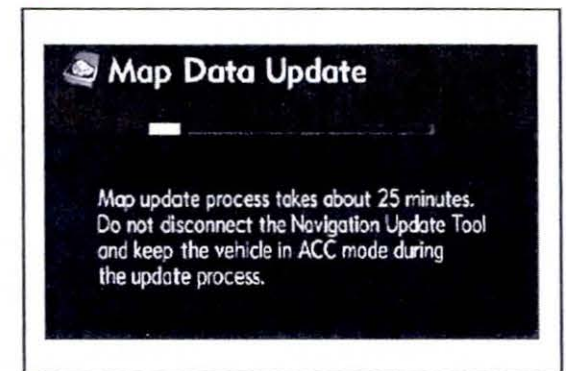 Map Data Update
Map update process takes about 25 minutes.
Do not disconnect the Navigation Update Tool
and keep the vehicle in ACC mode during
the update process.